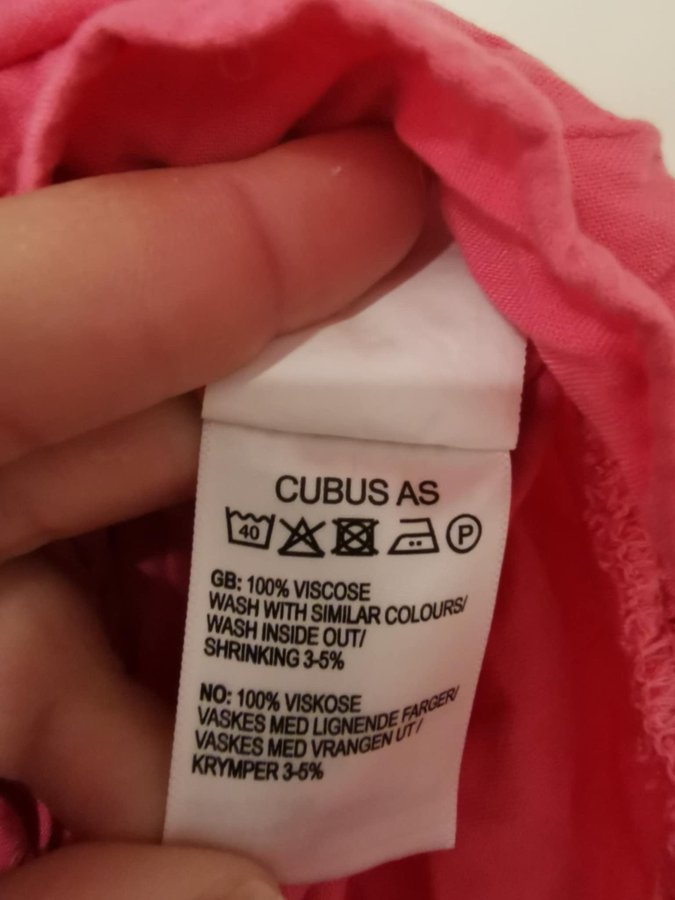 CUBUS AS
40 P
GB: 100% VISCOSE
WASH WITH SIMILAR COLOURS/
WASH INSIDE OUT/
SHRINKING 3-5%
NO: 100% VISKOSE
VASKES MED LIGNENDE FARGER/
VASKES MED VRANGEN UT/
KRYMPER 3-5%